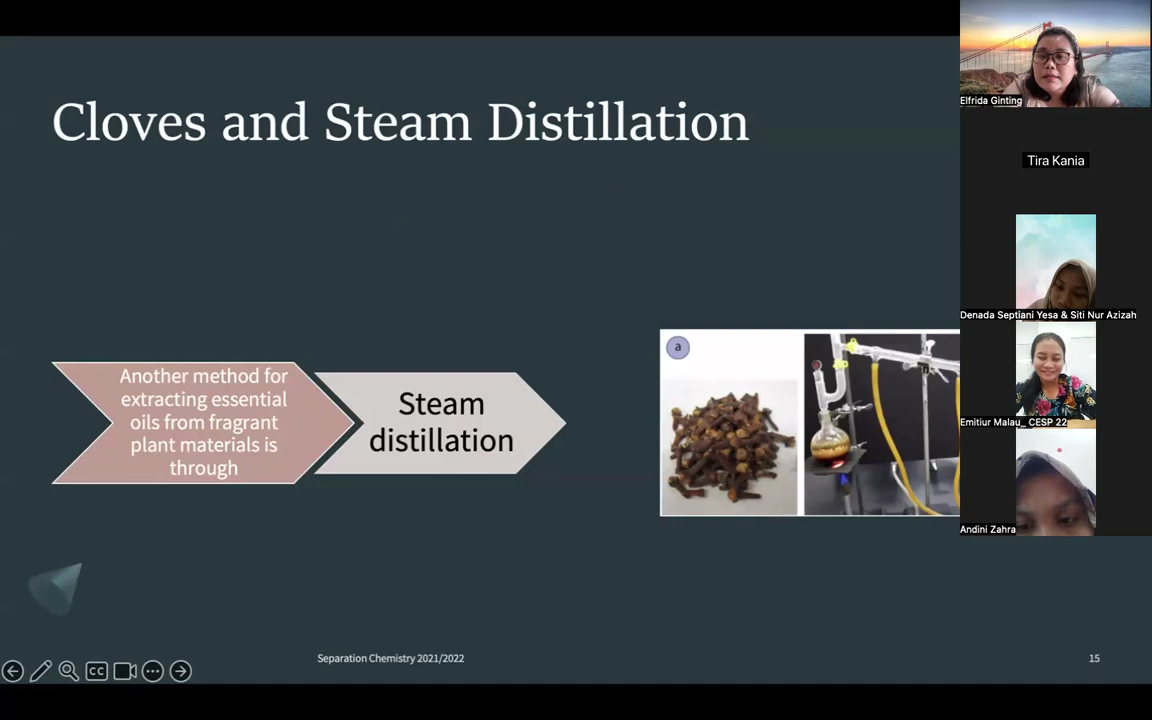 Cloves and Steam Distillation
Another method for
extracting essential
oils from fragrant
plant materials is
through
Steam
distillation
a
Separation Chemistry 2021/2022
15
CC
Elfrida Ginting
Tira Kania
Denada Septiani Yesa & Siti Nur Azizah
Emitiur Malau_ CESP 22
Andini Zahra